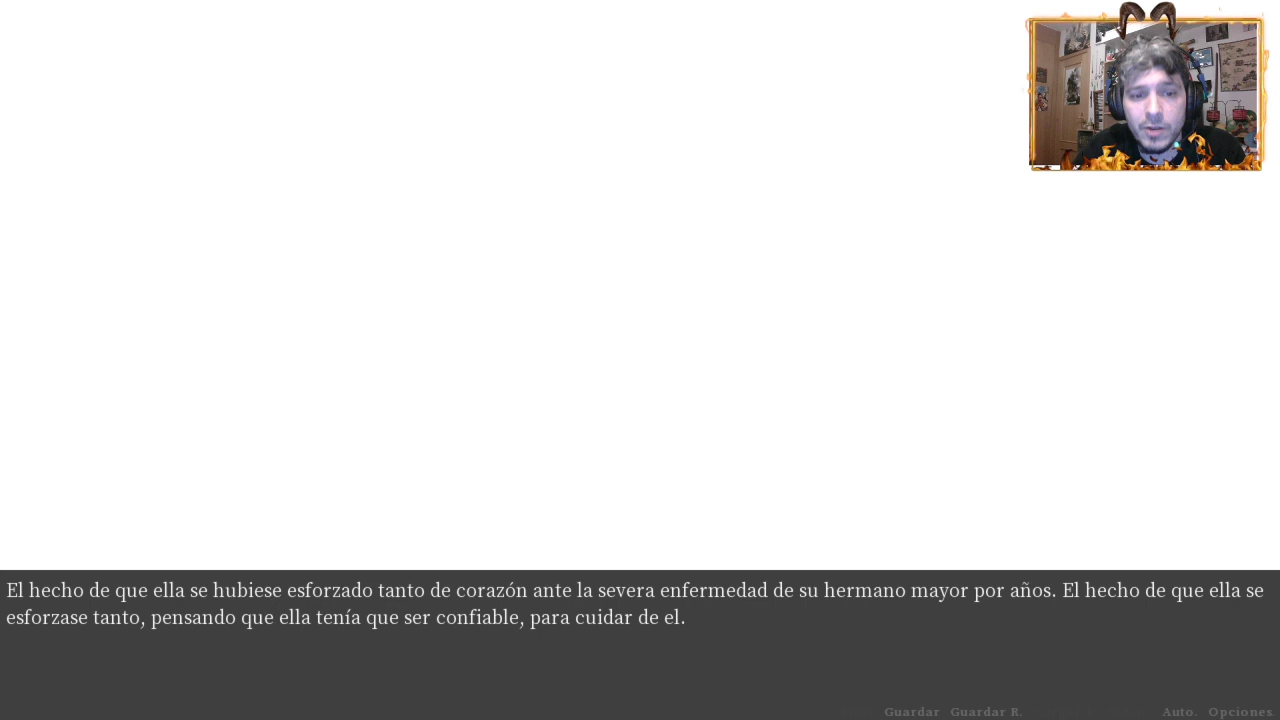 El hecho de que ella se hubiese esforzado tanto de corazón ante la severa enfermedad de su hermano mayor por años. El hecho de que ella se
esforzase tanto, pensando que ella tenía que ser confiable, para cuidar de el.
Guardar Guardar R. Auto. Opciones